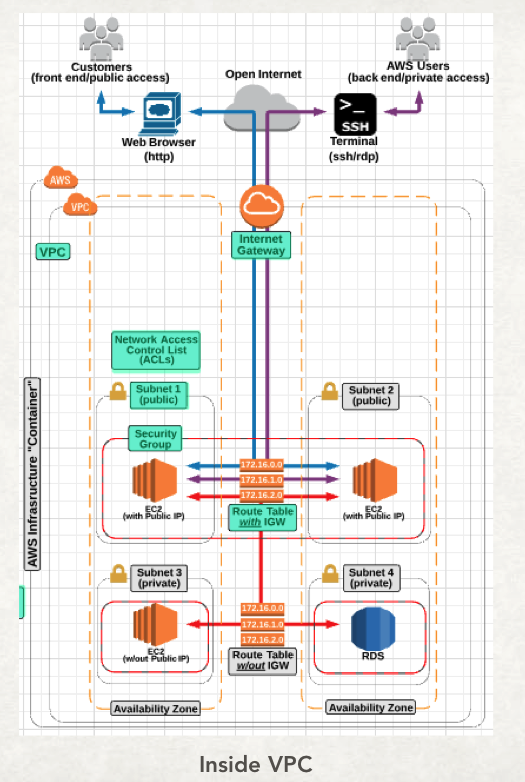 Customers
(front end/public access)
Open Internet
AWS Users
(back end/private access)
Web Browser
(http)
>_
SSH
Terminal
(ssh/rdp)
AWS
VPC
VPC
Internet
Gateway
Network Access
Control List
(ACLs)
Subnet 1
(public)
Subnet 2
(public)
Security
Group
172.16.0.0
172.16.1.0
172.16.2.0
EC2
(with Public IP)
EC2
(with Public IP)
Route Table
with IGW
AWS Infrasructure "Container"
Subnet 3
(private)
Subnet 4
(private)
172.16.0.0
172.16.1.0
172.16.2.0
EC2
(w/out Public IP)
RDS
Route Table
w/out IGW
Availability Zone
Availability Zone
Inside VPC